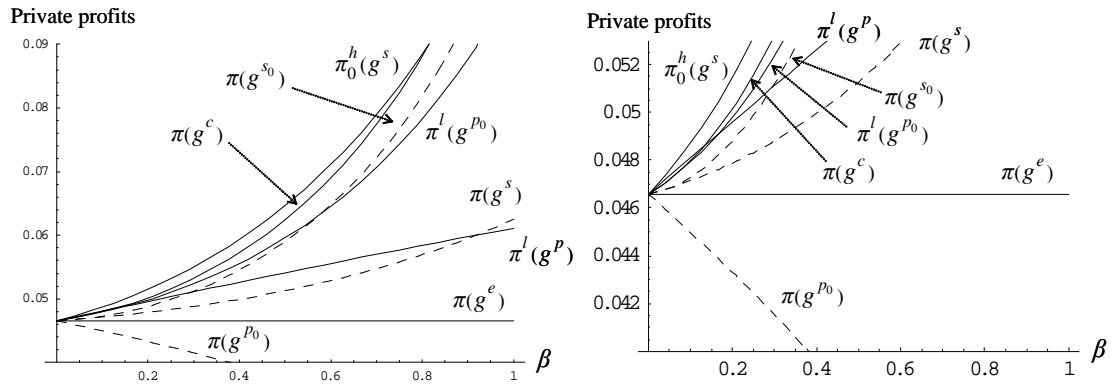 Private profits
0.09
0.08
0.07
0.06
0.05
π(g^{s_0})
π_0^h(g^s)
π(g^c)
π^l(g^{p_0})
π(g^s)
π^l(g^p)
π(g^e)
π(g^{p_0})
0.2
0.4
0.6
0.8
1
β
Private profits
0.052
0.05
0.048
0.046
0.044
0.042
π_0^h(g^s)
π^l(g^p)
π(g^s)
π(g^{s_0})
π^l(g^{p_0})
π(g^c)
π(g^e)
π(g^{p_0})
0.2
0.4
0.6
0.8
1
β